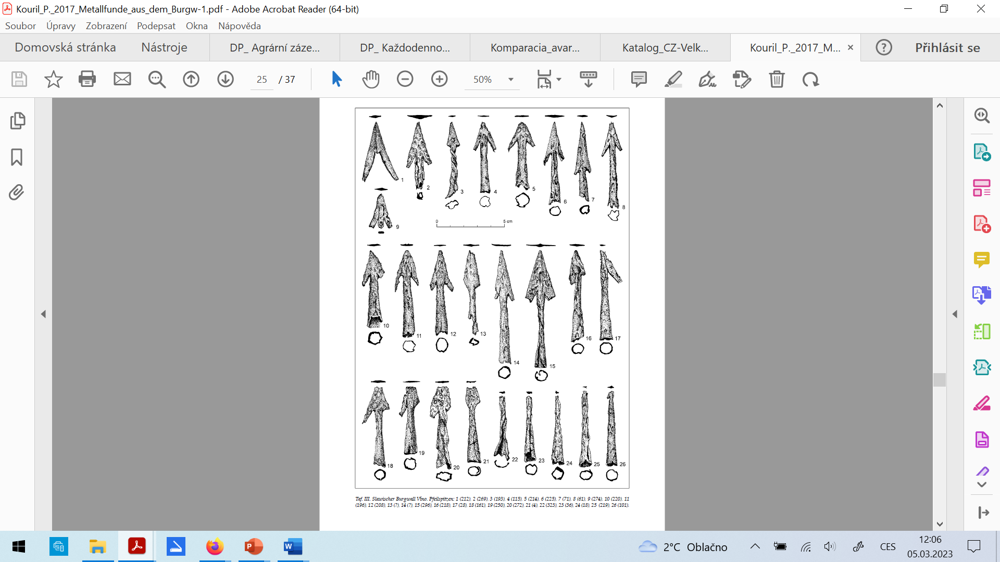 Kouril_P._2017_Metallfunde_aus_dem_Burgw-1.pdf - Adobe Acrobat Reader (64-bit)
Soubor Úpravy Zobrazení Podepsat Okna Nápověda
Domovská stránka Nástroje DP_ Agrární záze... DP_ Každodenno... Komparacia_avar... Katalog_CZ-Velk... Kouril_P._2017_M... Přihlásit se
25 / 37 50%
1 2 3 4 5 6 7 8
9
0 5 cm
10 11 12 13 14 15 16 17
18 19 20 21 22 23 24 25 26
Taf. III. Slawischer Burgwall Víno. Pfeilspitzen: 1 (212), 2 (269), 3 (193), 4 (115), 5 (214), 6 (225), 7 (71), 8 (61), 9 (274), 10 (220), 11
(196), 12 (208), 13 (?), 14 (?), 15 (296), 16 (218), 17 (28), 18 (161), 19 (250), 20 (272), 21 (4), 22 (323), 23 (36), 24 (18), 25 (219), 26 (101).
2°C Oblačno CES 12:06
05.03.2023